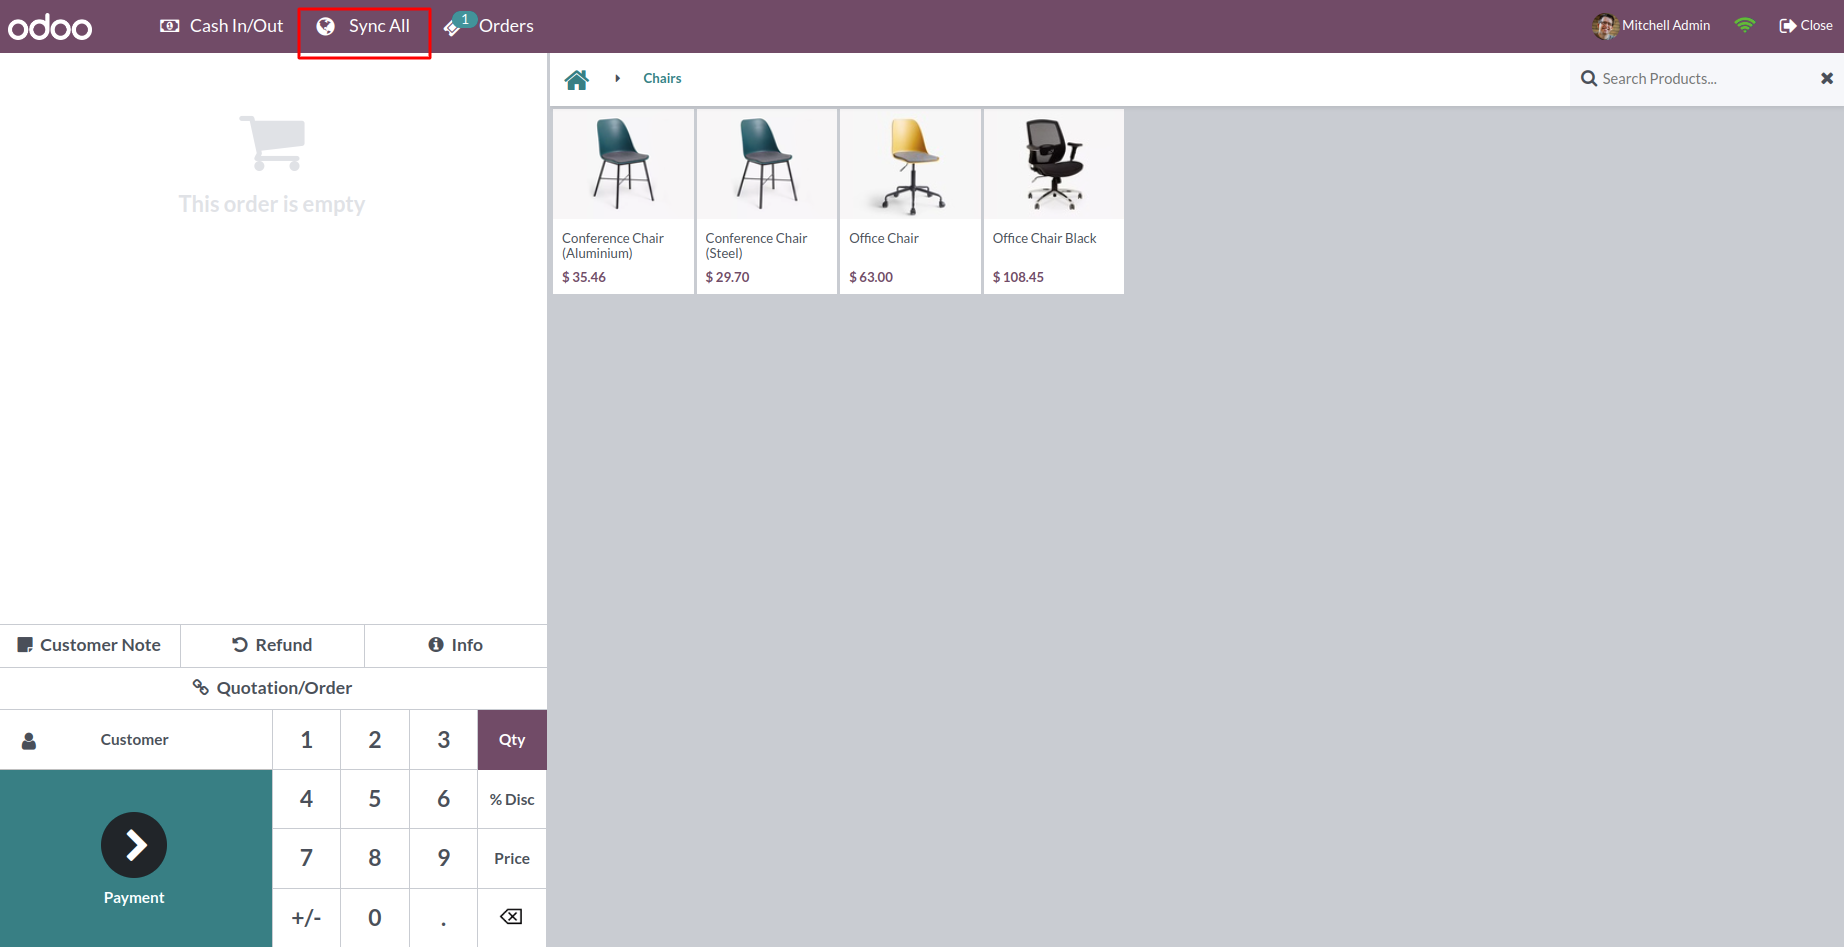 odoo
Cash In/Out
Sync All
1
Orders
Mitchell Admin
Close
This order is empty
Chairs
Search Products...
Conference Chair
(Aluminium)
$ 35.46
Conference Chair
(Steel)
$ 29.70
Office Chair
$ 63.00
Office Chair Black
$ 108.45
Customer Note
Refund
Info
Quotation/Order
Customer
1
2
3
Qty
4
5
6
% Disc
7
8
9
Price
Payment
+/-
0
.